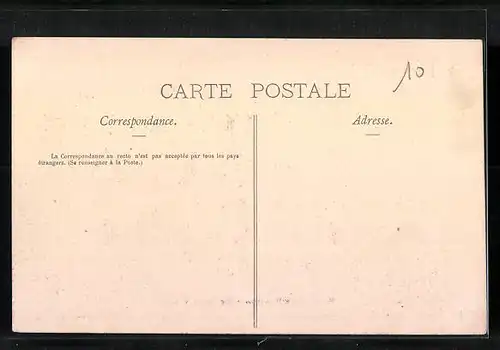 10
CARTE POSTALE
Correspondance.
Adresse.
La Correspondance au recto n'est pas acceptée par tous les pays
étrangers. (Se renseigner à la Poste.)